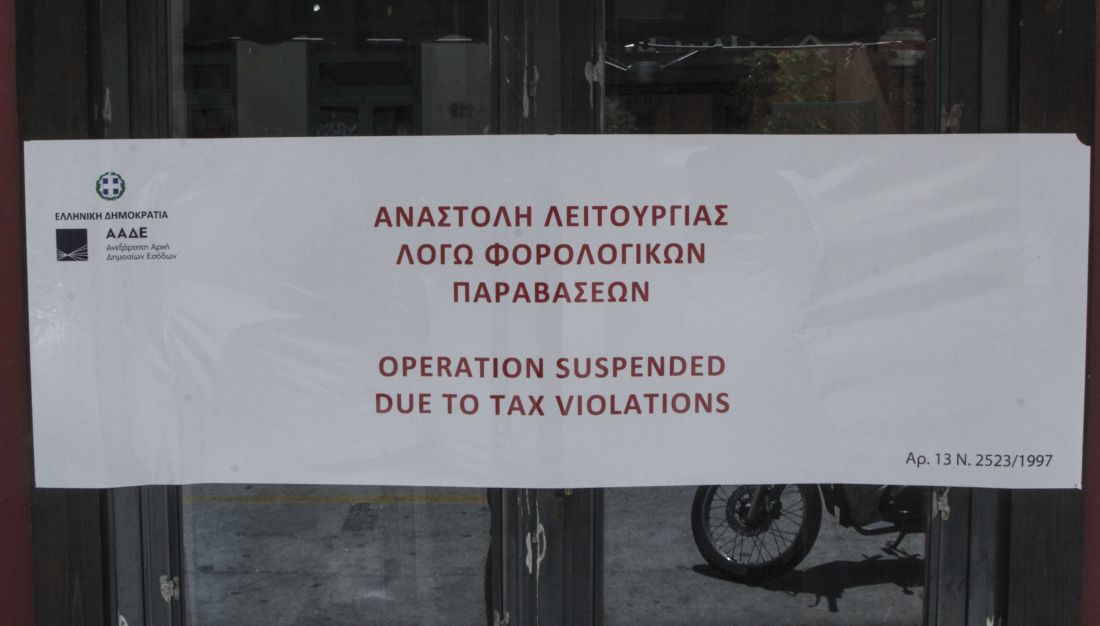 ΕΛΛΗΝΙΚΗ ΔΗΜΟΚΡΑΤΙΑ
ΑΑΔΕ
Ανεξάρτητη Αρχή
Δημοσίων Εσόδων
ΑΝΑΣΤΟΛΗ ΛΕΙΤΟΥΡΓΙΑΣ
ΛΟΓΩ ΦΟΡΟΛΟΓΙΚΩΝ
ΠΑΡΑΒΑΣΕΩΝ
OPERATION SUSPENDED
DUE TO TAX VIOLATIONS
Αρ. 13 Ν. 2523/1997